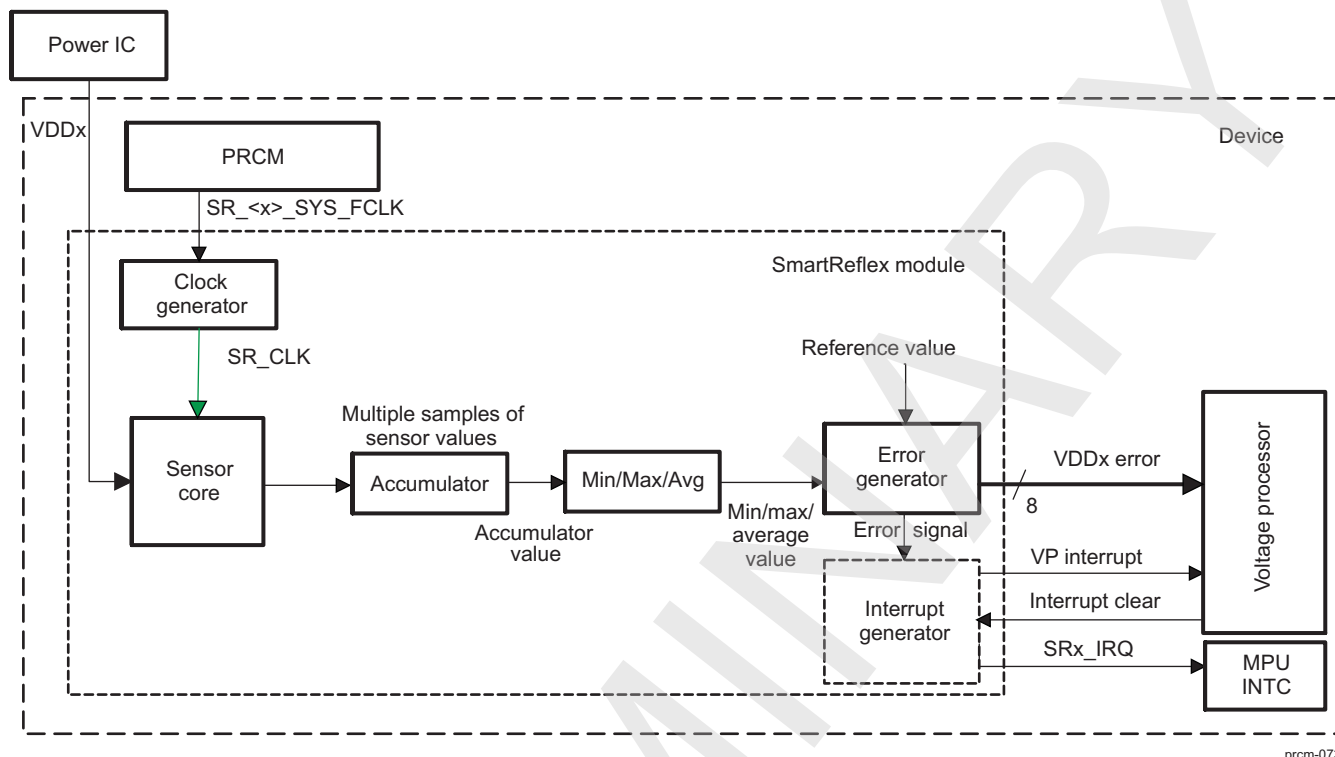 Power IC
VDDx
Device
PRCM
SR_<x>_SYS_FCLK
SmartReflex module
Clock
generator
SR_CLK
Reference value
Multiple samples of
sensor values
Sensor
core
Accumulator
Min/Max/Avg
Error
generator
VDDx error
8
Accumulator
value
Min/max/
average
value
Error signal
Interrupt
generator
VP interrupt
Interrupt clear
SRx_IRQ
Voltage processor
MPU
INTC
MINARY